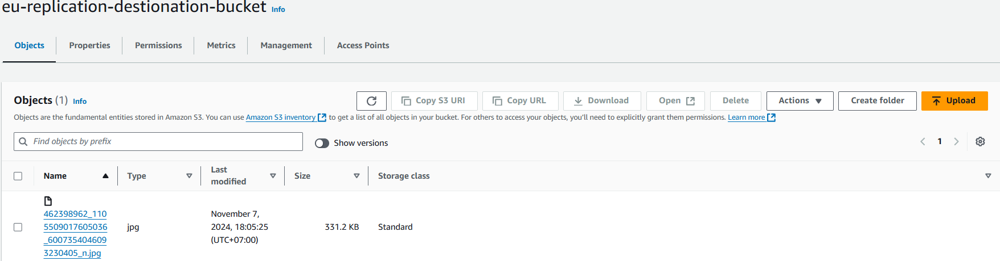 eu-replication-destionation-bucket Info
Objects Properties Permissions Metrics Management Access Points
Objects (1) Info
Copy S3 URI Copy URL Download Open Delete Actions Create folder Upload
Objects are the fundamental entities stored in Amazon S3. You can use Amazon S3 inventory to get a list of all objects in your bucket. For others to access your objects, you'll need to explicitly grant them permissions. Learn more
Find objects by prefix Show versions 1
Name Type Last modified Size Storage class
462398962_110
5509017605036
_600735404609
3230405_n.jpg
jpg
November 7,
2024, 18:05:25
(UTC+07:00)
331.2 KB
Standard